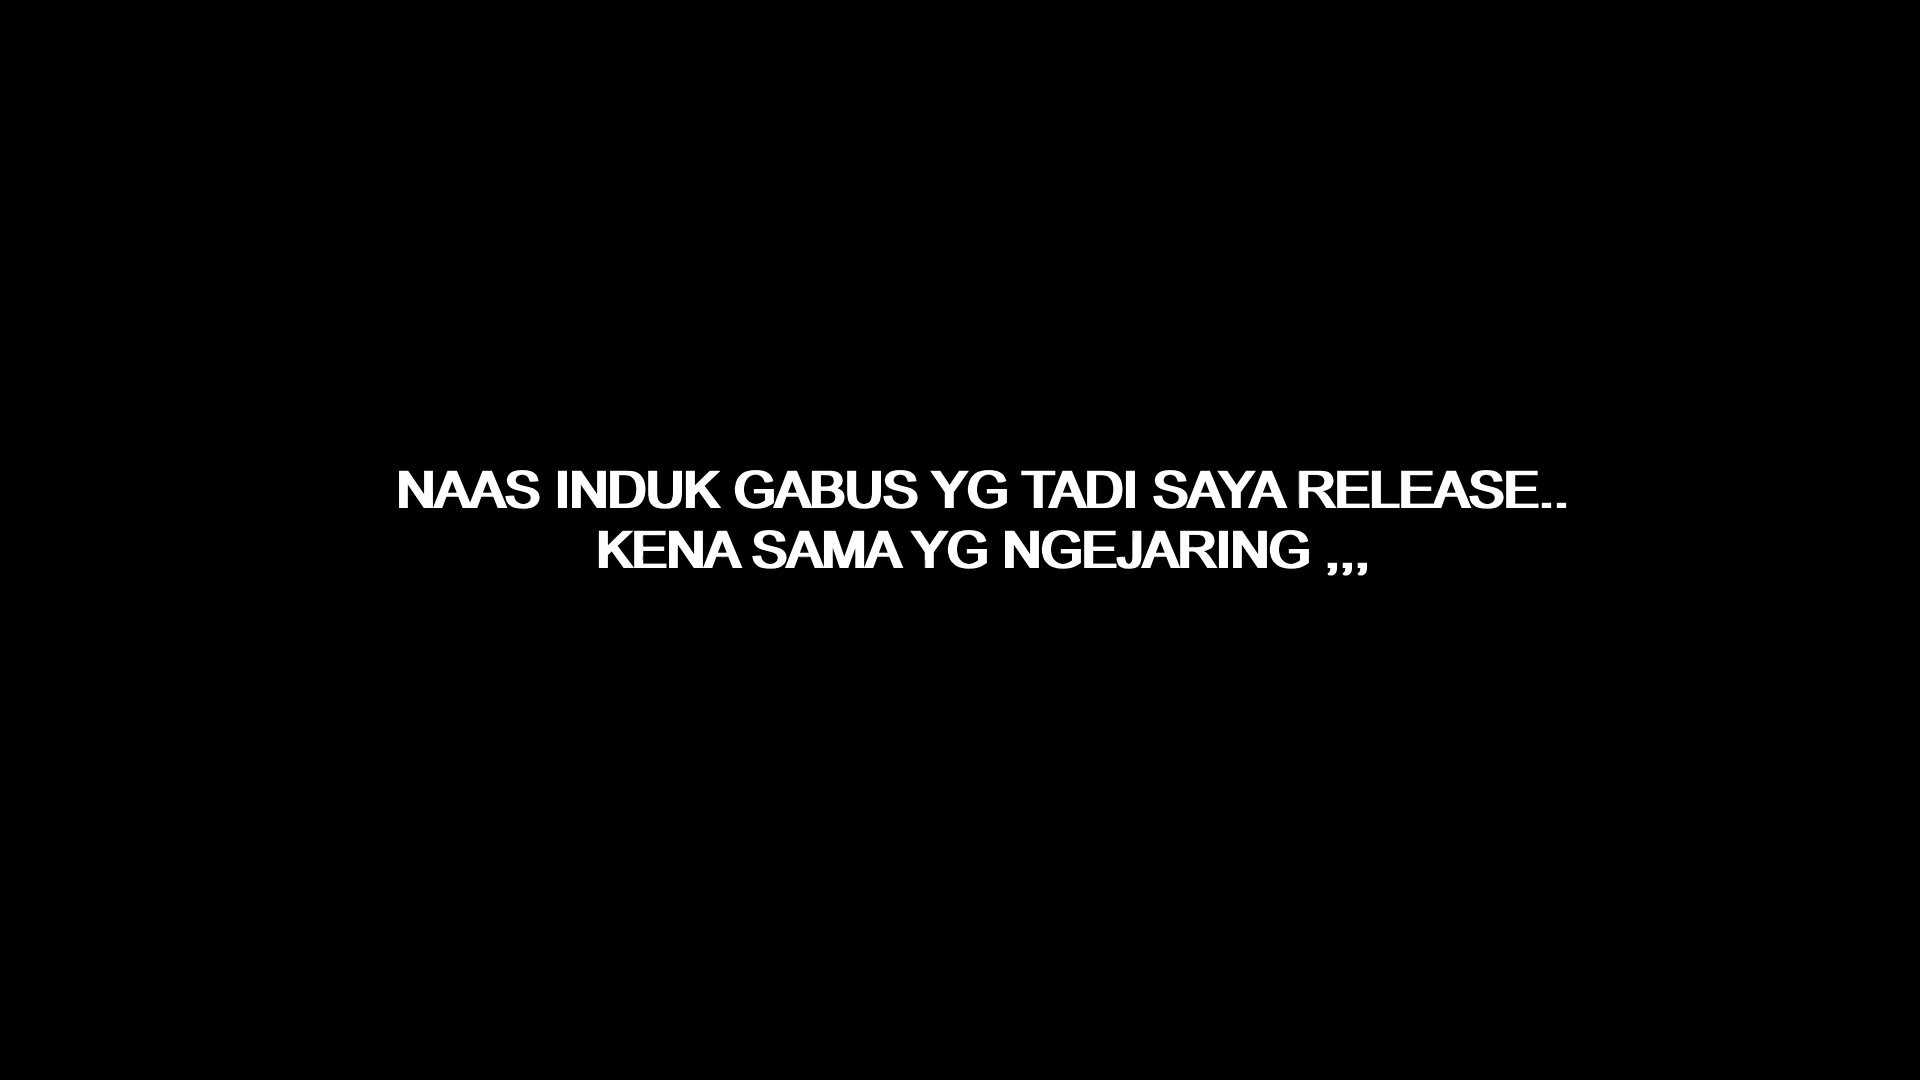 NAAS INDUK GABUS YG TADI SAYA RELEASE..
KENA SAMA YG NGEJARING ,,,